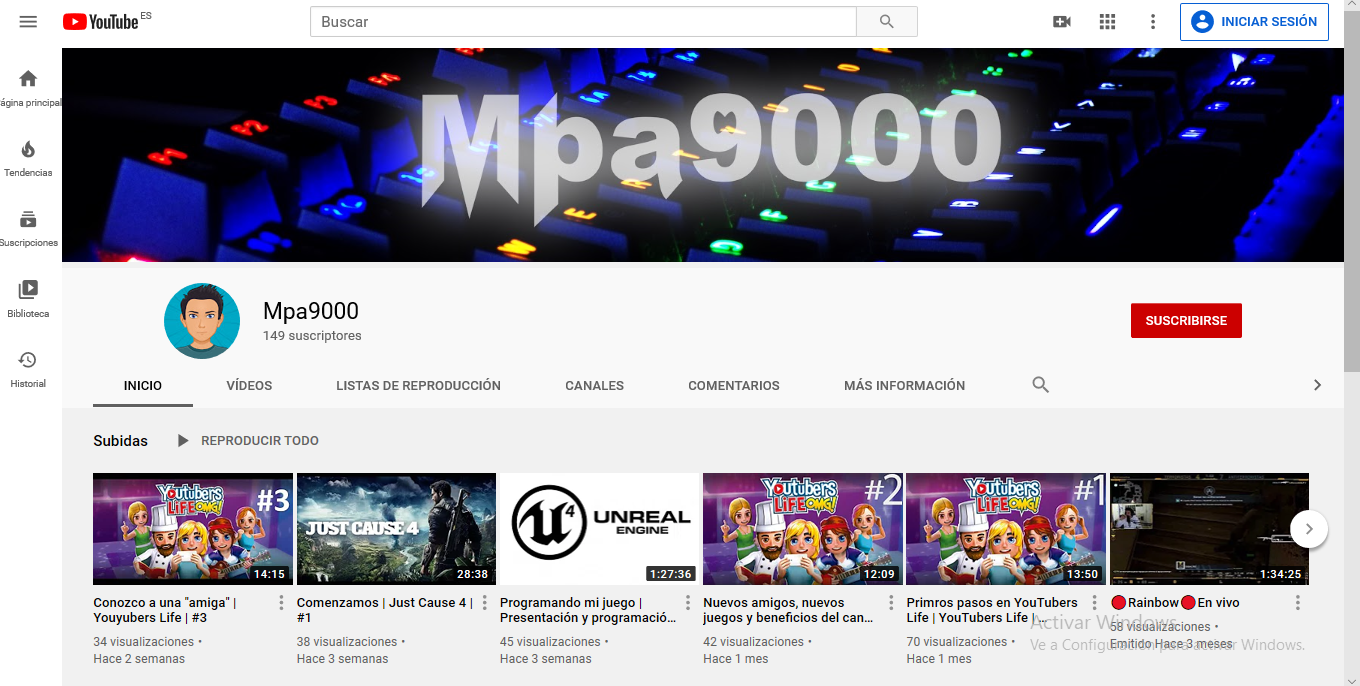 YouTube ES
Buscar
INICIAR SESIÓN
ágina principal
Tendencias
Suscripciones
Biblioteca
Historial
Mpa9000
Mpa9000
149 suscriptores
SUSCRIBIRSE
INICIO VÍDEOS LISTAS DE REPRODUCCIÓN CANALES COMENTARIOS MÁS INFORMACIÓN
Subidas REPRODUCIR TODO
Youtubers LIFE OMG! #3
14:15
Conozco a una "amiga" |
Youyubers Life | #3
34 visualizaciones •
Hace 2 semanas
JUST CAUSE 4
28:38
Comenzamos | Just Cause 4 |
#1
38 visualizaciones •
Hace 3 semanas
UNREAL
ENGINE
4
1:27:36
Programando mi juego |
Presentación y programació...
45 visualizaciones •
Hace 3 semanas
Youtubers LIFE OMG! #2
12:09
Nuevos amigos, nuevos
juegos y beneficios del can...
42 visualizaciones •
Hace 1 mes
Youtubers LIFE OMG! #1
13:50
Primros pasos en YouTubers
Life | YouTubers Life |...
70 visualizaciones •
Hace 1 mes
1:34:25
🔴Rainbow🔴En vivo
58 visualizaciones •
Emitido Hace 3 meses
Activar Windows
Ve a Configuración para activar Windows.